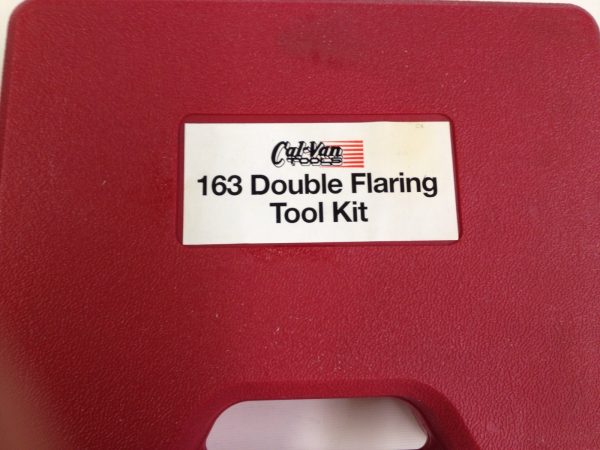 Cal-Van
TOOLS
163 Double Flaring
Tool Kit